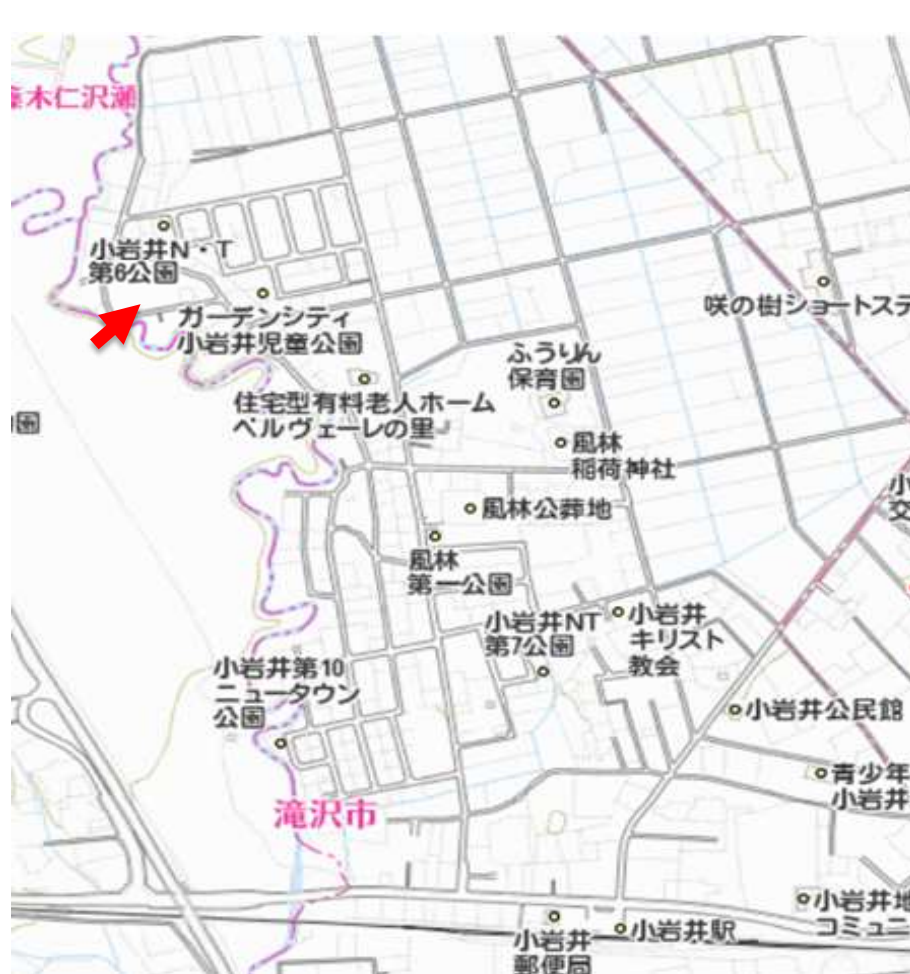 篠木仁沢瀬
小岩井N・T
第6公園
ガーデンシティ
小岩井児童公園
咲の樹ショートステ
ふうりん
保育園
住宅型有料老人ホーム
ベルヴェーレの里
園
風林
稲荷神社
風林公葬地
小
交
風林
第一公園
小岩井NT
第7公園
小岩井
キリスト
教会
小岩井第10
ニュータウン
公園
小岩井公民館
青少年
小岩井
滝沢市
小岩井地
コミュニ
小岩井
郵便局
小岩井駅